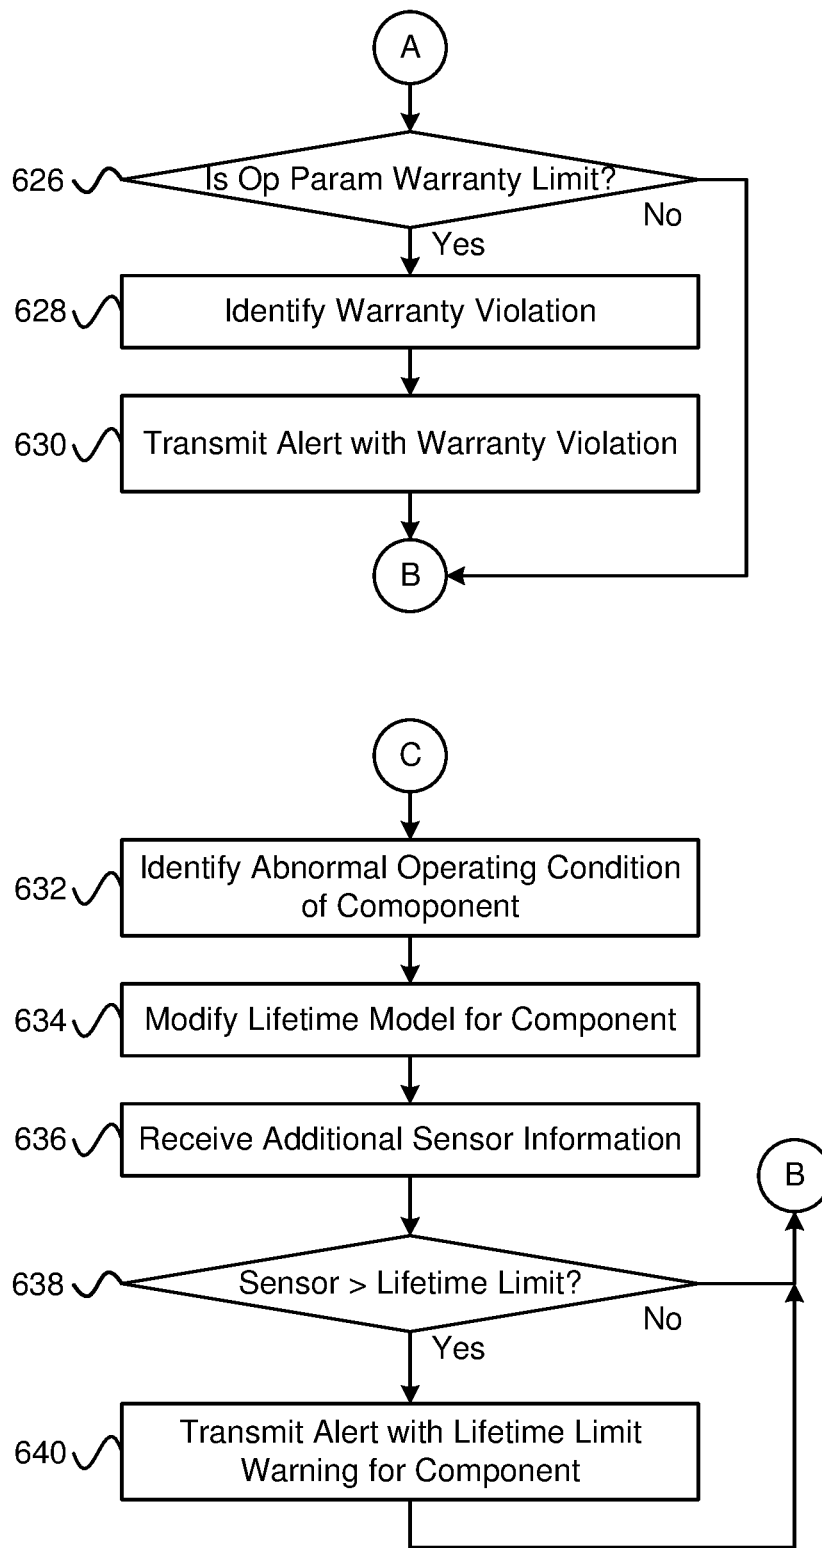 A
626
Is Op Param Warranty Limit?
No
Yes
628
Identify Warranty Violation
630
Transmit Alert with Warranty Violation
B
C
632
Identify Abnormal Operating Condition
of Comoponent
634
Modify Lifetime Model for Component
636
Receive Additional Sensor Information
B
638
Sensor > Lifetime Limit?
No
Yes
640
Transmit Alert with Lifetime Limit
Warning for Component